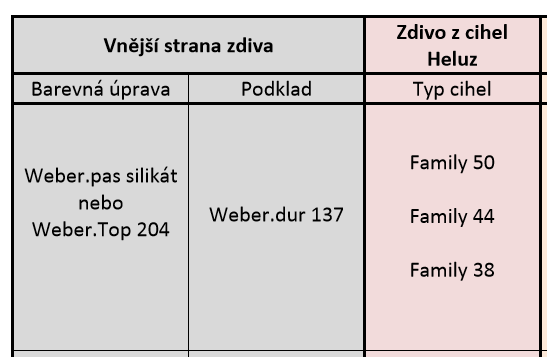 Vnější strana zdiva
Zdivo z cihel
Heluz
Barevná úprava
Podklad
Typ cihel
Weber.pas silikát
nebo
Weber.Top 204
Weber.dur 137
Family 50
Family 44
Family 38